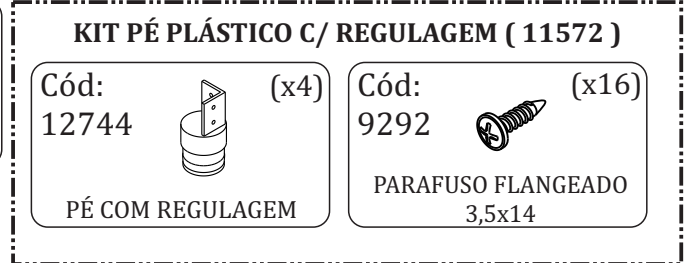 KIT PÉ PLÁSTICO C/ REGULAGEM ( 11572 )
Cód: (x4)
12744
PÉ COM REGULAGEM
Cód: (x16)
9292
PARAFUSO FLANGEADO
3,5x14